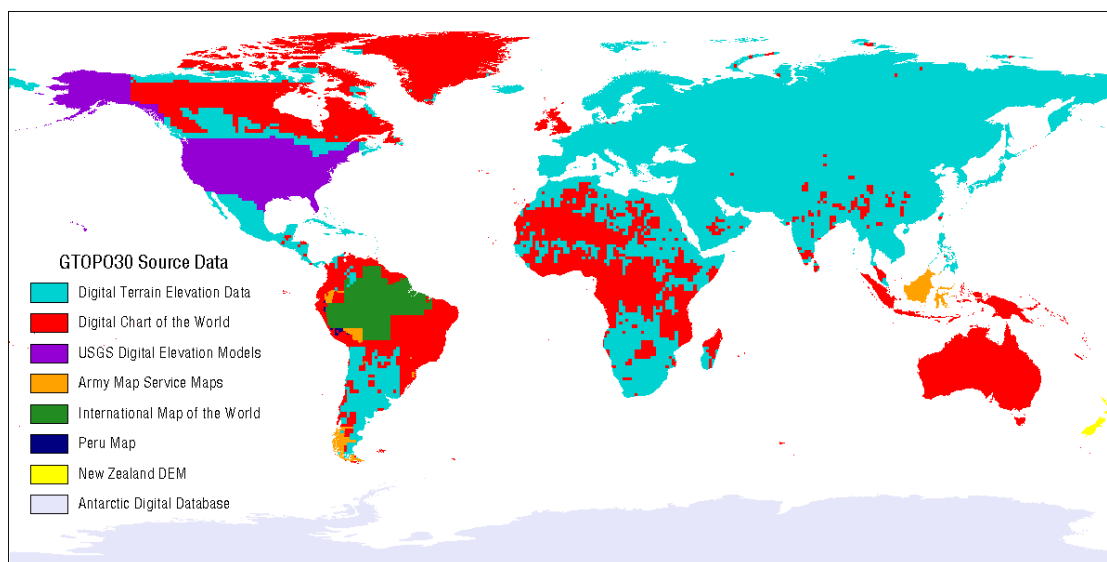 GTOPO30 Source Data
Digital Terrain Elevation Data
Digital Chart of the World
USGS Digital Elevation Models
Army Map Service Maps
International Map of the World
Peru Map
New Zealand DEM
Antarctic Digital Database